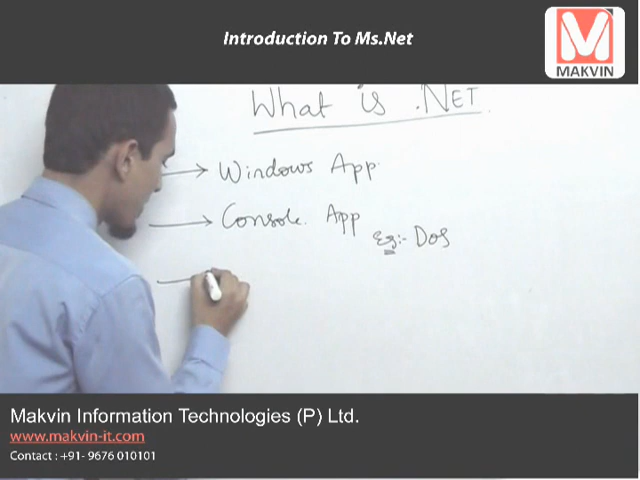 Introduction To Ms.Net
MAKVIN
What is .NET
Windows App.
Console. App
Eg:- Dos
Makvin Information Technologies (P) Ltd.
www.makvin-it.com
Contact : +91- 9676 010101